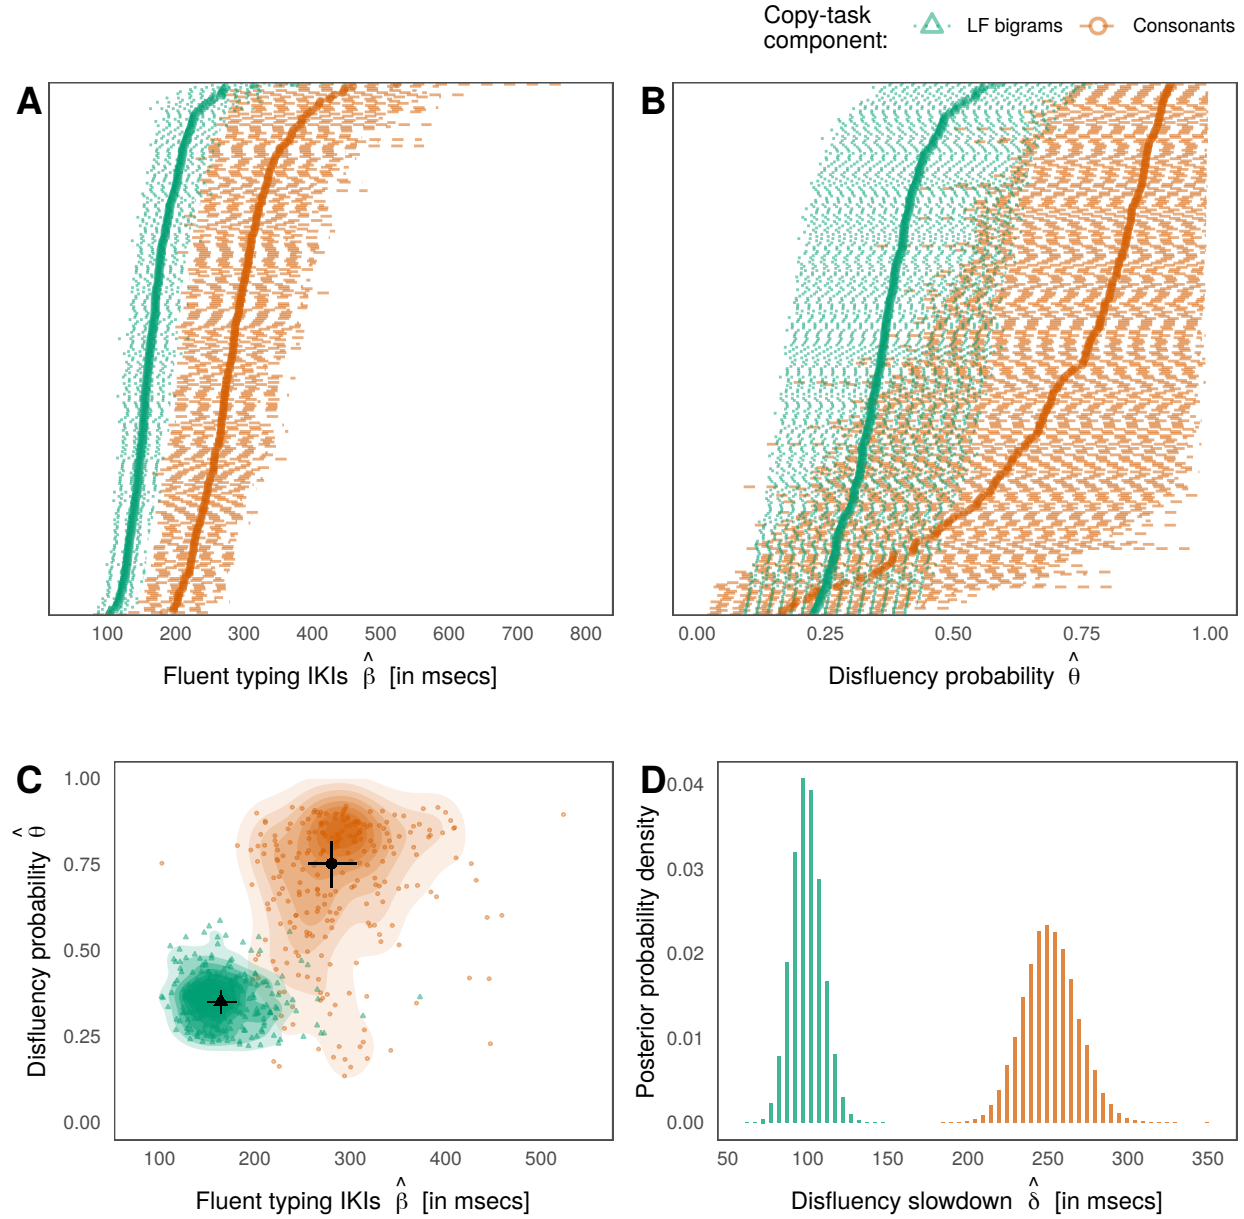 Copy-task
component:
LF bigrams
Consonants
A
100 200 300 400 500 600 700 800
Fluent typing IKIs β̂ [in msecs]
B
0.00 0.25 0.50 0.75 1.00
Disfluency probability θ̂
C
1.00
0.75
0.50
0.25
0.00
Disfluency probability θ̂
100 200 300 400 500
Fluent typing IKIs β̂ [in msecs]
D
0.04
0.03
0.02
0.01
0.00
Posterior probability density
50 100 150 200 250 300 350
Disfluency slowdown δ̂ [in msecs]